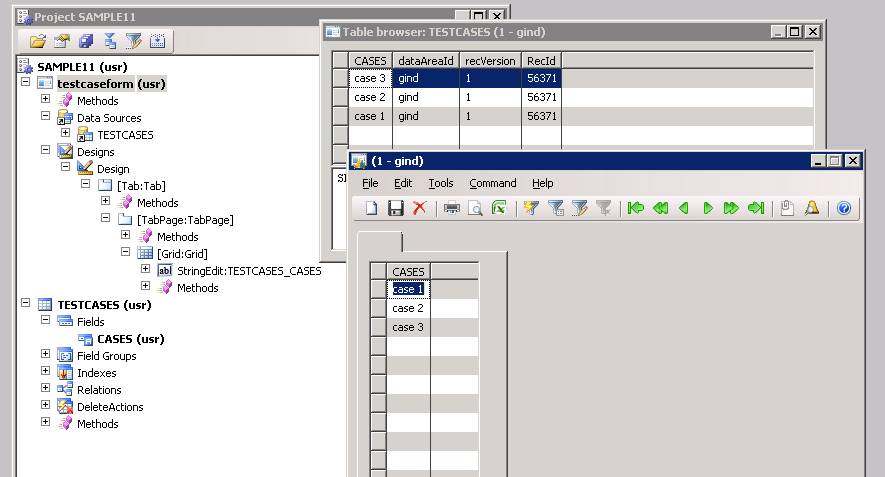 Project SAMPLE11
SAMPLE11 (usr)
testcaseform (usr)
Methods
Data Sources
TESTCASES
Designs
Design
[Tab:Tab]
Methods
[TabPage:TabPage]
Methods
[Grid:Grid]
ab| StringEdit:TESTCASES_CASES
Methods
TESTCASES (usr)
Fields
CASES (usr)
Field Groups
Indexes
Relations
DeleteActions
Methods
Table browser: TESTCASES (1 - gind)
CASES dataAreaId recVersion RecId
case 3 gind 1 56371
case 2 gind 1 56371
case 1 gind 1 56371
(1 - gind)
File Edit Tools Command Help
CASES
case 1
case 2
case 3